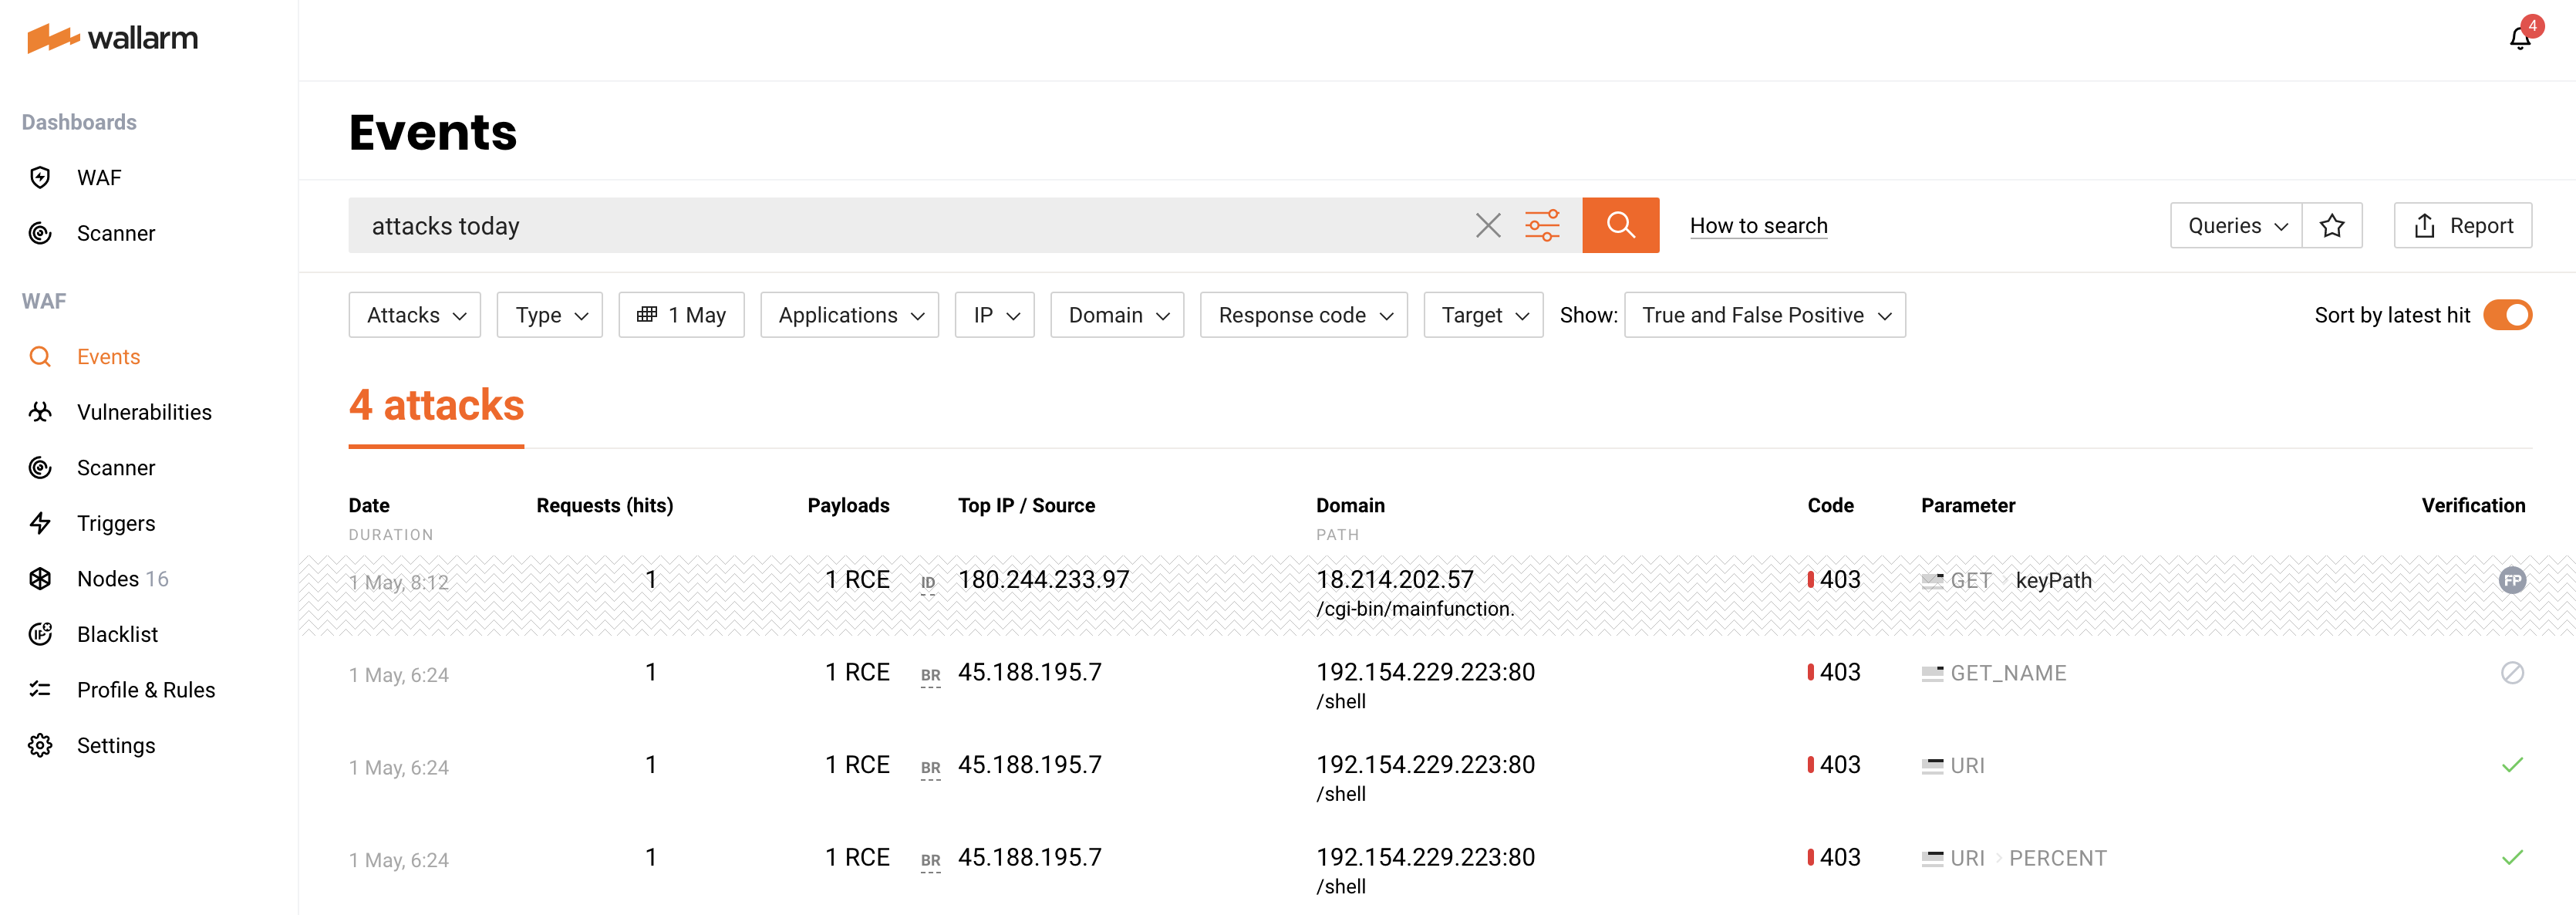 wallarm
4
Dashboards
WAF
Scanner
WAF
Events
Vulnerabilities
Scanner
Triggers
Nodes 16
Blacklist
Profile & Rules
Settings
Events
attacks today
How to search
Queries
Report
Attacks
Type
1 May
Applications
IP
Domain
Response code
Target
Show:
True and False Positive
Sort by latest hit
4 attacks
Date Requests (hits) Payloads Top IP / Source Domain Code Parameter Verification
DURATION PATH
1 May, 8:12 1 1 RCE ID 180.244.233.97 18.214.202.57 403 GET keyPath FP
/cgi-bin/mainfunction.
1 May, 6:24 1 1 RCE BR 45.188.195.7 192.154.229.223:80 403 GET_NAME
/shell
1 May, 6:24 1 1 RCE BR 45.188.195.7 192.154.229.223:80 403 URI
/shell
1 May, 6:24 1 1 RCE BR 45.188.195.7 192.154.229.223:80 403 URI > PERCENT
/shell